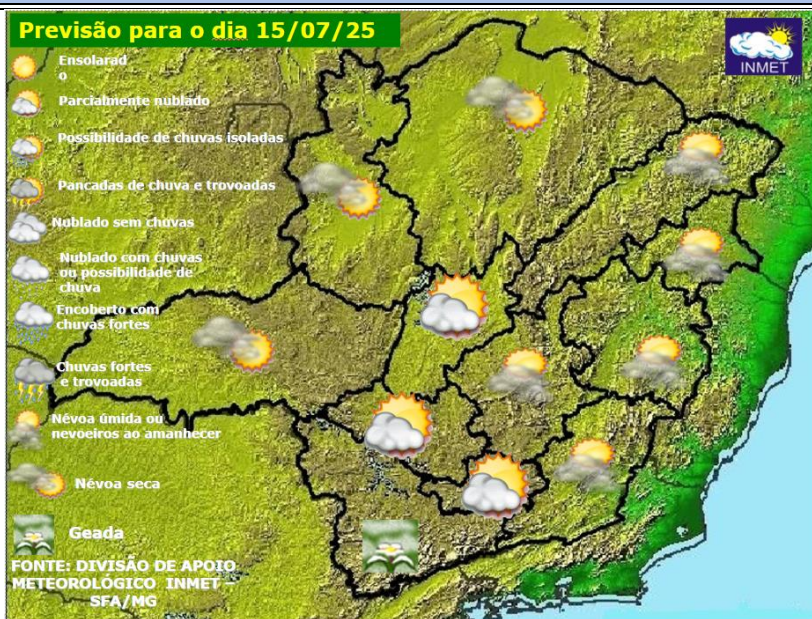 Previsão para o dia 15/07/25
INMET
Ensolarad
o
Parcialmente nublado
Possibilidade de chuvas isoladas
Pancadas de chuva e trovoadas
Nublado sem chuvas
Nublado com chuvas
ou possibilidade de
chuva
Encoberto com
chuvas fortes
Chuvas fortes
e trovoadas
Névoa úmida ou
nevoeiros ao amanhecer
Névoa seca
Geada
FONTE: DIVISÃO DE APOIO
METEOROLÓGICO INMET –
SFA/MG